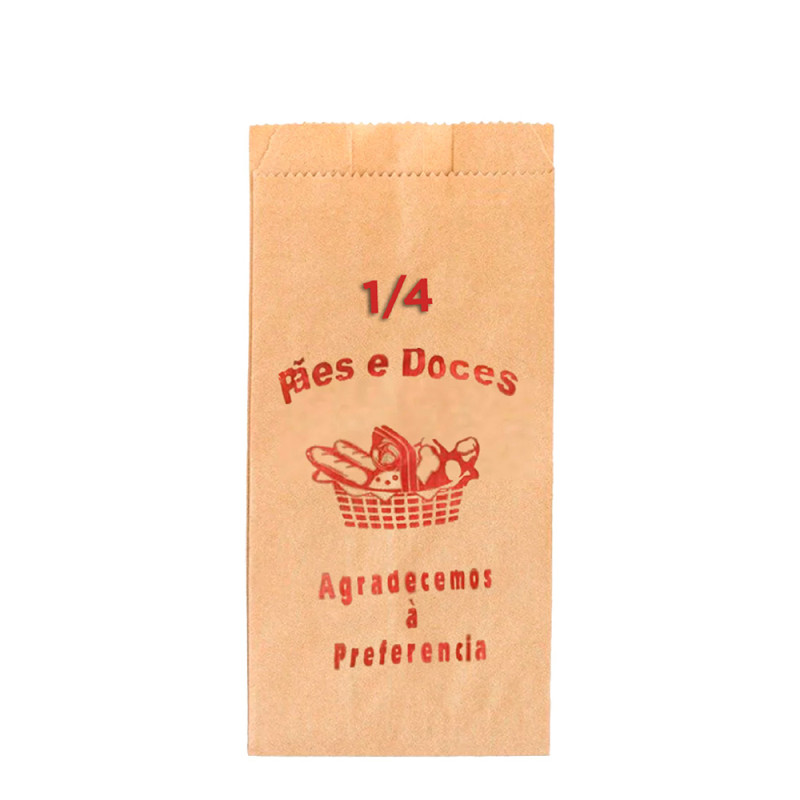 1/4
Pães e Doces
Agradecemos
à
Preferencia